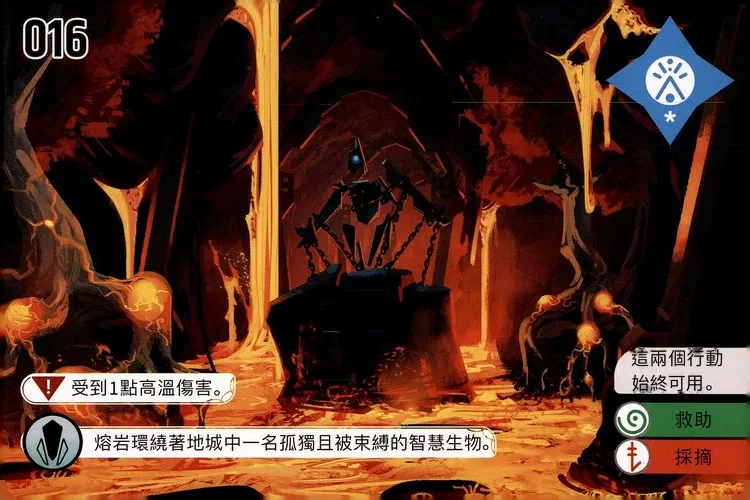 016
*
這兩個行動
始終可用。
受到1點高溫傷害。
救助
熔岩環繞著地城中一名孤獨且被束縛的智慧生物。
採摘